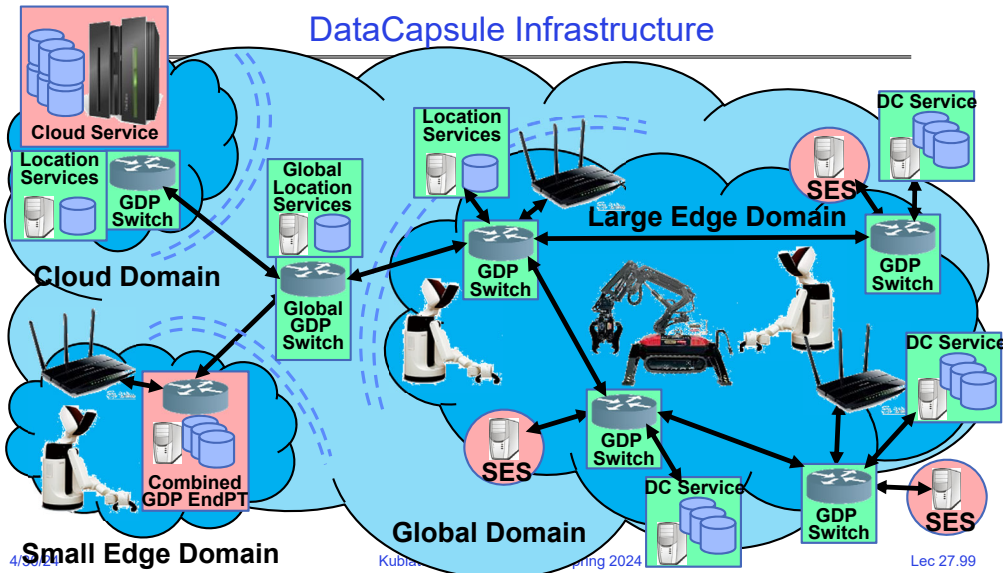 DataCapsule Infrastructure
Cloud Service
Location
Services
GDP
Switch
Cloud Domain
Global
Location
Services
Global
GDP
Switch
Location
Services
GDP
Switch
Large Edge Domain
SES
DC Service
GDP
Switch
DC Service
GDP
Switch
SES
DC Service
GDP
Switch
SES
Combined
GDP EndPT
Small Edge Domain
Global Domain
pring 2024
Lec 27.99